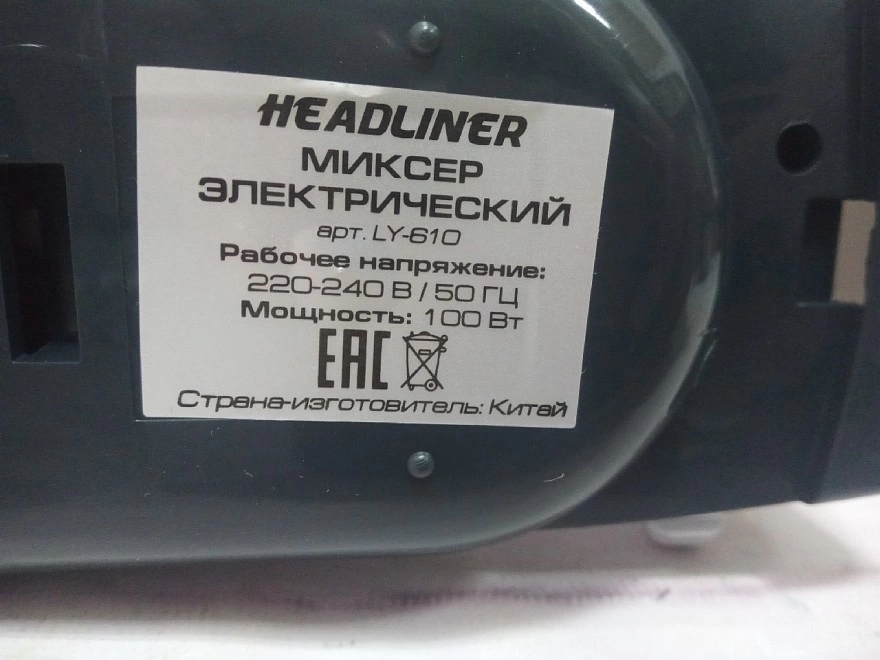 HEADLINER
МИКСЕР
ЭЛЕКТРИЧЕСКИЙ
арт. LY-610
Рабочее напряжение:
220-240 В / 50 ГЦ
Мощность: 100 Вт
EAC
Страна-изготовитель: Китай